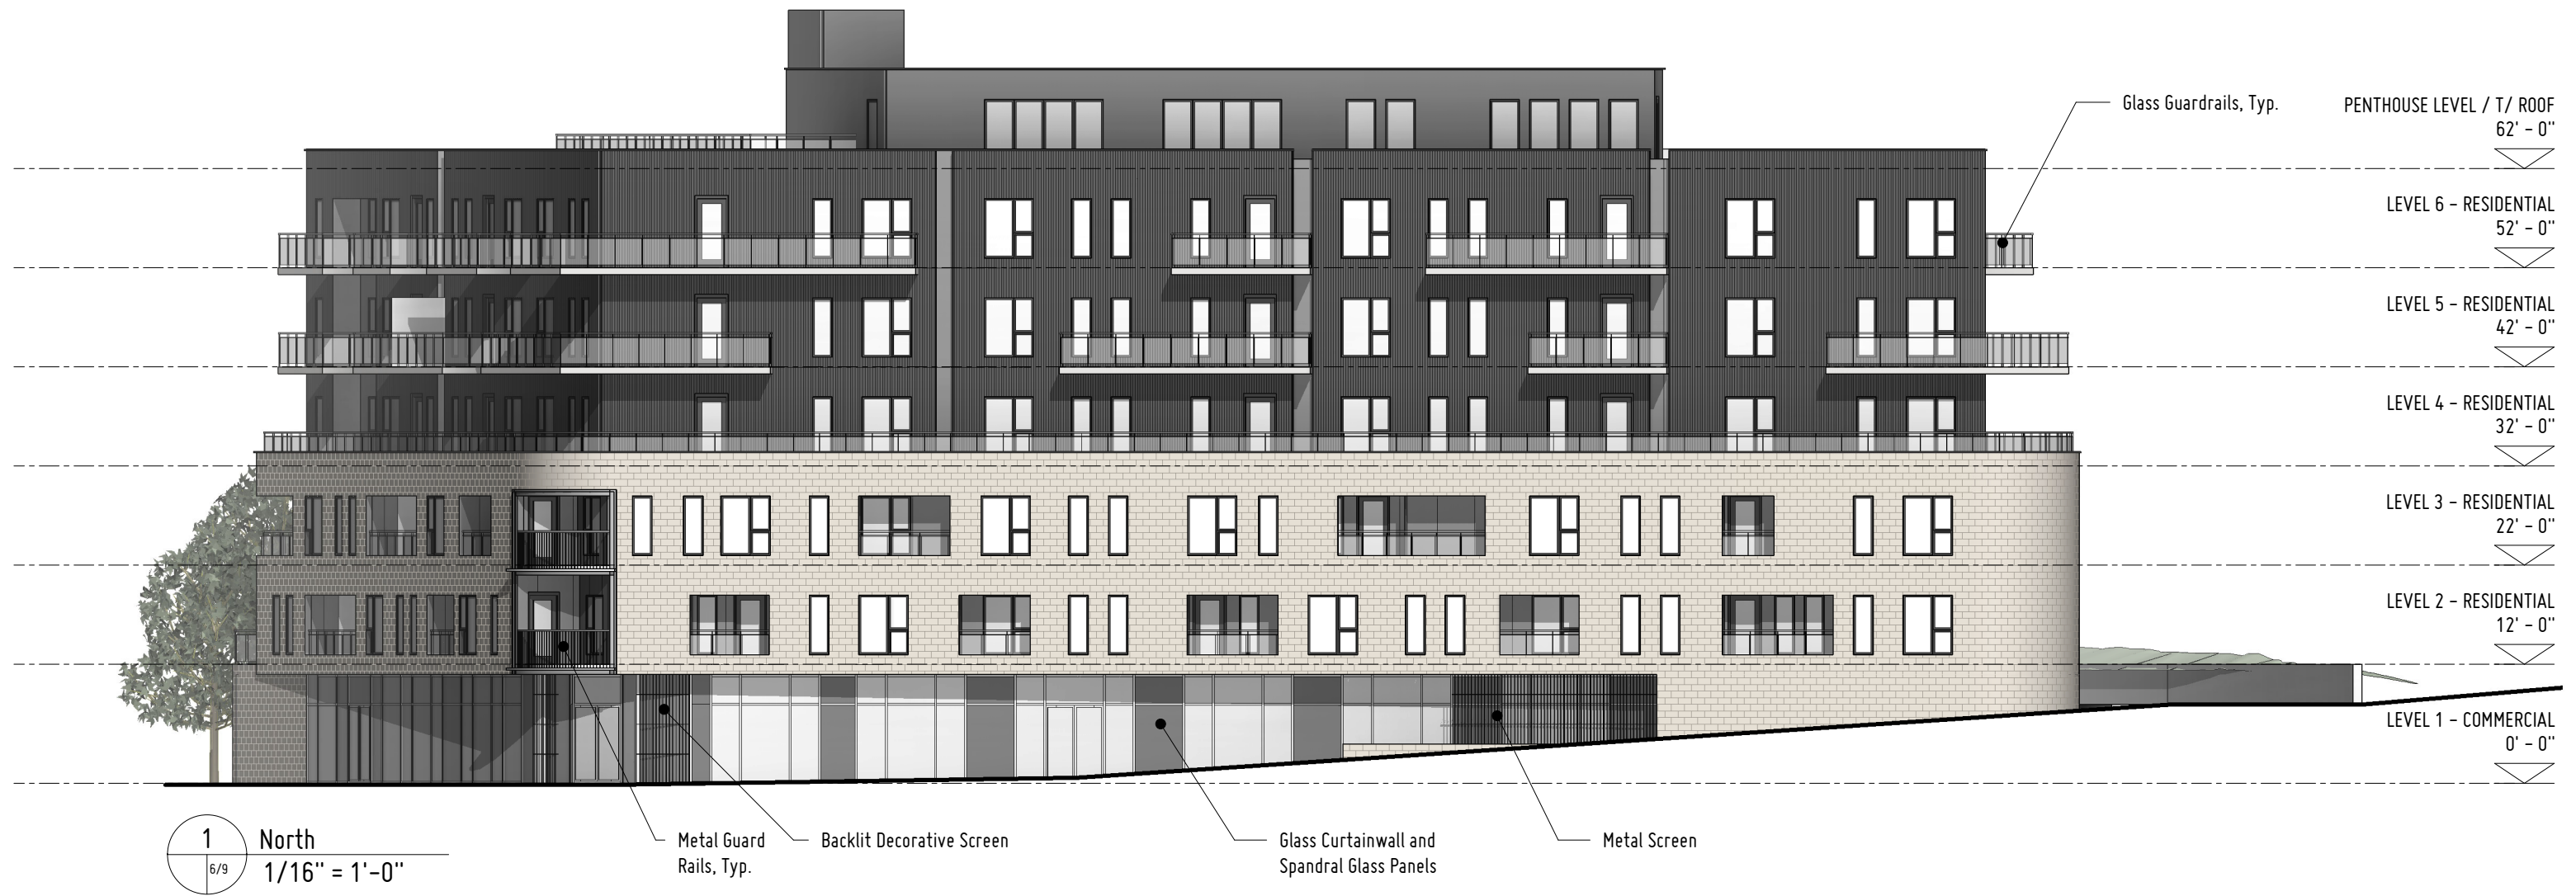 Glass Guardrails, Typ.
PENTHOUSE LEVEL / T/ ROOF
62' - 0"
LEVEL 6 - RESIDENTIAL
52' - 0"
LEVEL 5 - RESIDENTIAL
42' - 0"
LEVEL 4 - RESIDENTIAL
32' - 0"
LEVEL 3 - RESIDENTIAL
22' - 0"
LEVEL 2 - RESIDENTIAL
12' - 0"
LEVEL 1 - COMMERCIAL
0' - 0"
1
6/9
North
1/16" = 1'-0"
Metal Guard
Rails, Typ.
Backlit Decorative Screen
Glass Curtainwall and
Spandral Glass Panels
Metal Screen